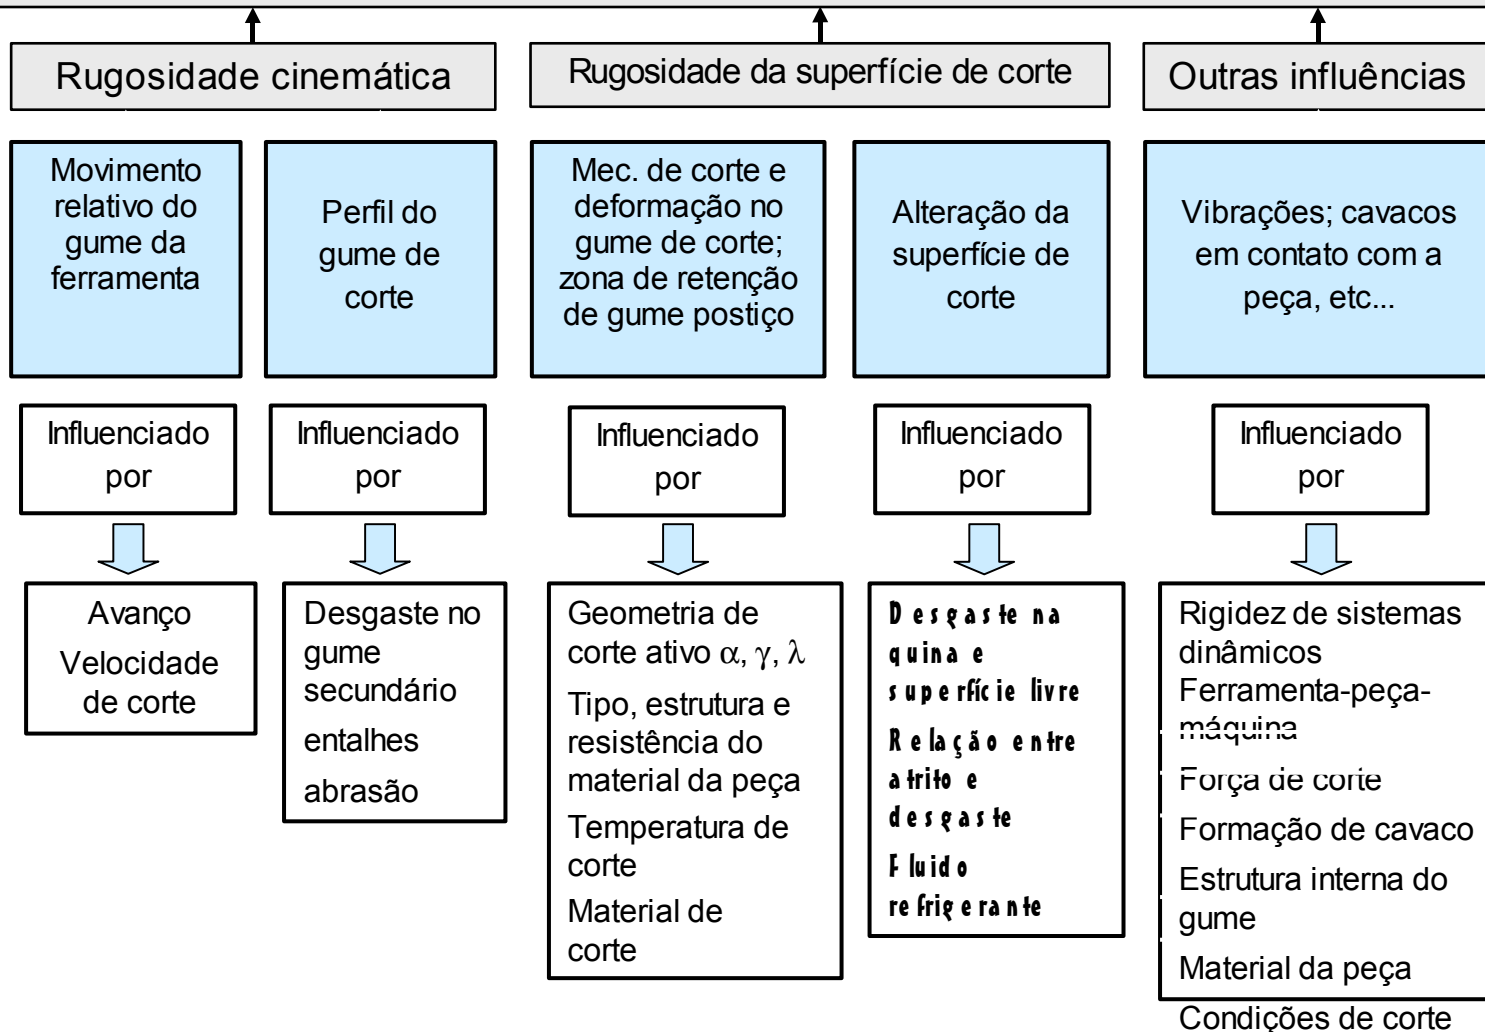 Rugosidade cinemática
Rugosidade da superfície de corte
Outras influências
Movimento
relativo do
gume da
ferramenta
Perfil do
gume de
corte
Mec. de corte e
deformação no
gume de corte;
zona de retenção
de gume postiço
Alteração da
superfície de
corte
Vibrações; cavacos
em contato com a
peça, etc...
Influenciado
por
Influenciado
por
Influenciado
por
Influenciado
por
Influenciado
por
Avanço
Velocidade
de corte
Desgaste no
gume
secundário
entalhes
abrasão
Geometria de
corte ativo α, γ, λ
Tipo, estrutura e
resistência do
material da peça
Temperatura de
corte
Material de
corte
Desgaste na
quina e
superfície livre
Relação entre
atrito e
desgaste
Fluido
refrigerante
Rigidez de sistemas
dinâmicos
Ferramenta-peça-
máquina
Força de corte
Formação de cavaco
Estrutura interna do
gume
Material da peça
Condições de corte